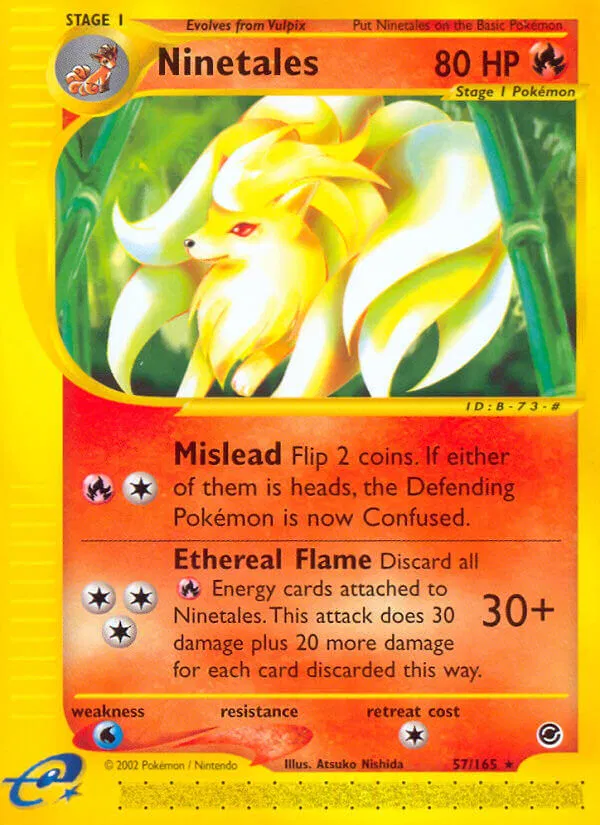 STAGE 1 Evolves from Vulpix Put Ninetales on the Basic Pokémon
Ninetales 80 HP
Stage 1 Pokémon
ID:B-73-#
Mislead Flip 2 coins. If either
of them is heads, the Defending
Pokémon is now Confused.
Ethereal Flame Discard all
Energy cards attached to
Ninetales. This attack does 30
damage plus 20 more damage
for each card discarded this way.
30+
weakness resistance retreat cost
© 2002 Pokémon / Nintendo Illus. Atsuko Nishida 57/165 ★